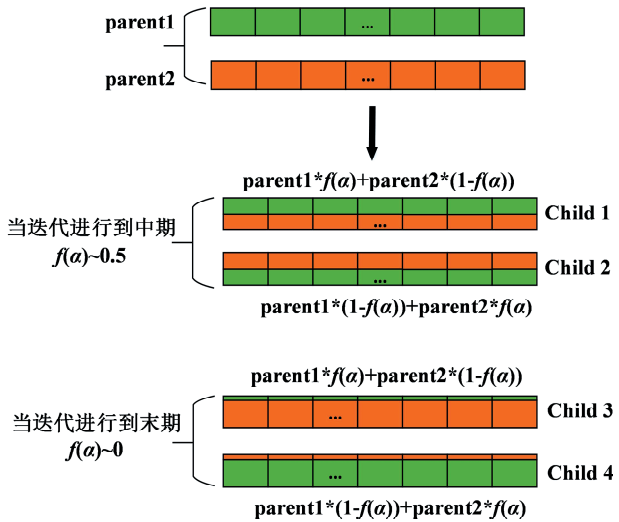 parent1
...
parent2
...
parent1*f(α)+parent2*(1-f(α))
当迭代进行到中期
f(α)~0.5
Child 1
...
Child 2
...
parent1*(1-f(α))+parent2*f(α)
parent1*f(α)+parent2*(1-f(α))
当迭代进行到末期
f(α)~0
Child 3
...
Child 4
...
parent1*(1-f(α))+parent2*f(α)